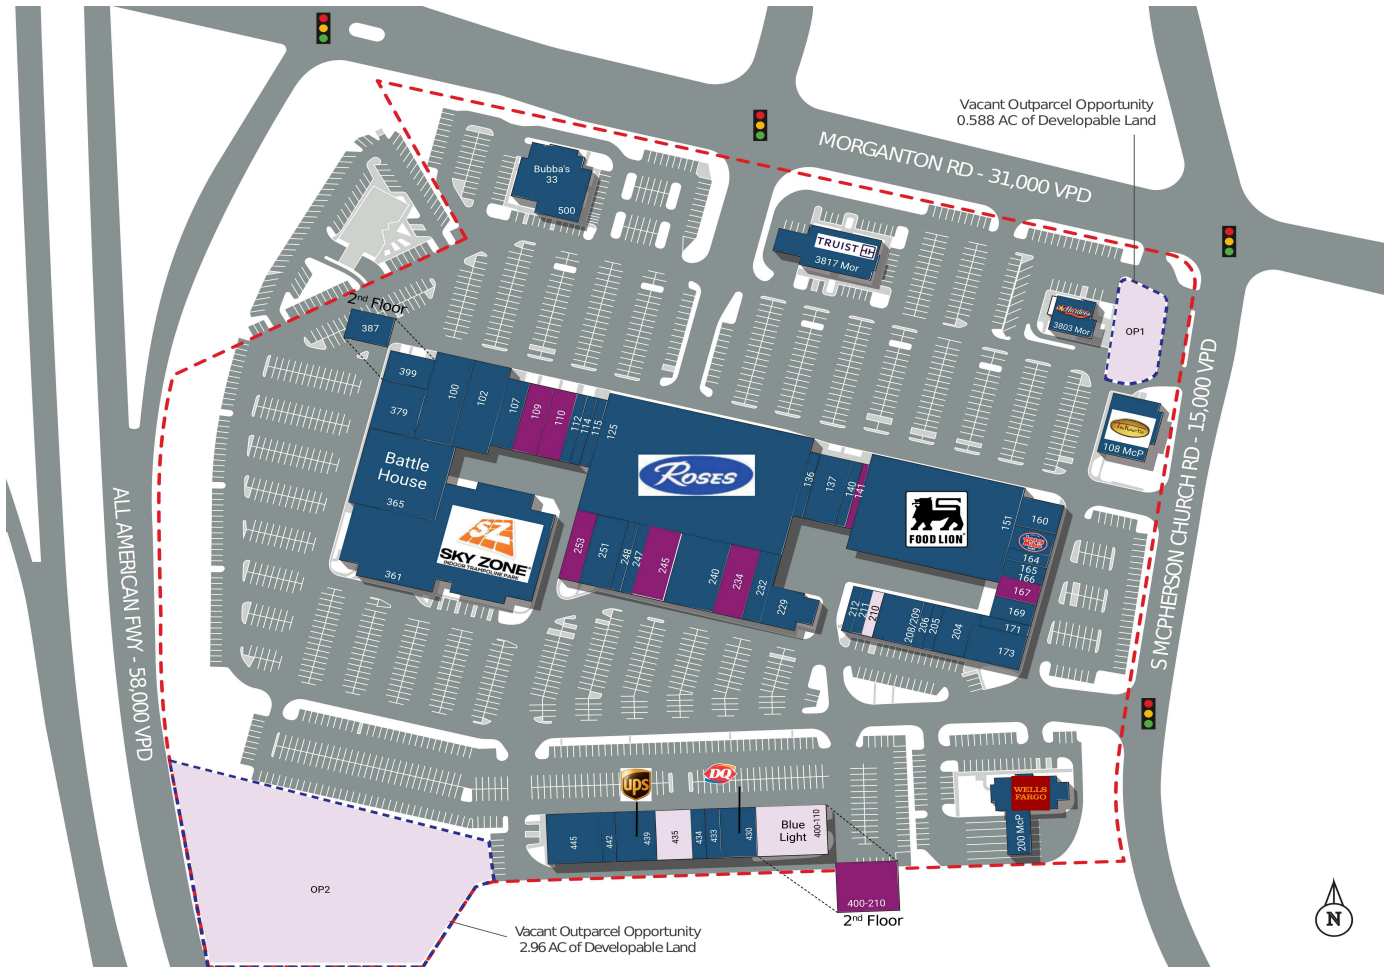 Vacant Outparcel Opportunity
0.588 AC of Developable Land
MORGANTON RD - 31,000 VPD
Bubba's
33
500
TRUIST
3817 Mor
Hardee's
3803 Mor
OP1
2nd Floor
387
399
379
100
102
107
109
110
112
114
115
125
ROSES
136
137
140
141
FOOD LION
151
160
164
165
166
167
169
171
173
108 McP
S MCPHERSON CHURCH RD - 15,000 VPD
Battle
House
365
361
SZ
SKY ZONE
INDOOR TRAMPOLINE PARK
253
251
248
247
245
240
234
232
229
212
211
210
208/209
206
205
204
ALL AMERICAN FWY - 58,000 VPD
ups
DQ
445
442
439
435
434
433
430
Blue
Light
400-110
400-210
2nd Floor
WELLS
FARGO
200 McP
OP2
Vacant Outparcel Opportunity
2.96 AC of Developable Land
N